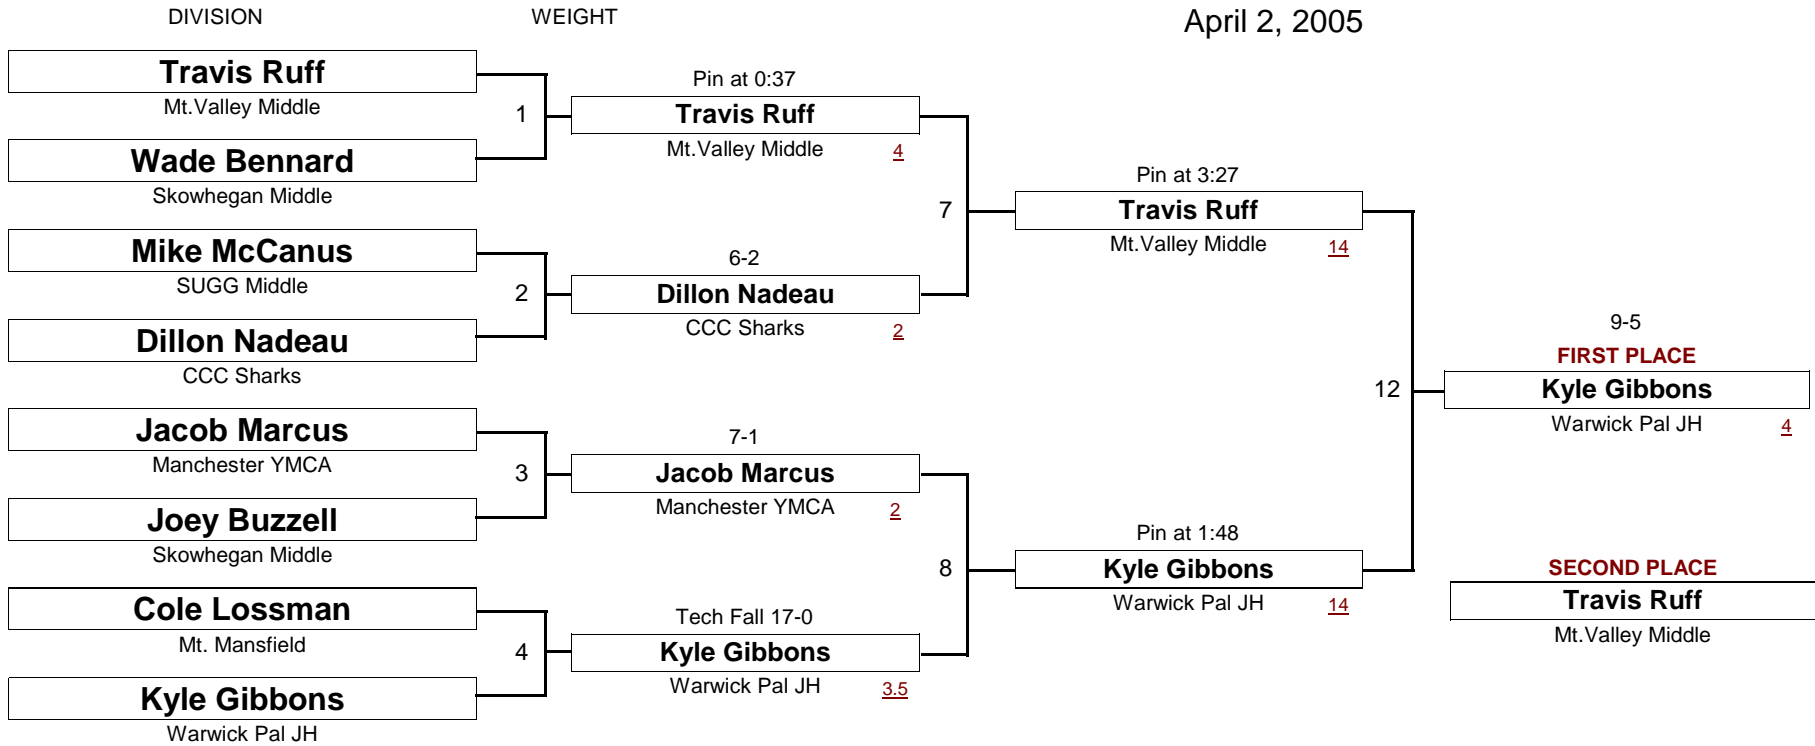 DIVISION
WEIGHT
April 2, 2005
Travis Ruff
Mt.Valley Middle
1
Wade Bennard
Skowhegan Middle
Mike McCanus
SUGG Middle
2
Dillon Nadeau
CCC Sharks
Jacob Marcus
Manchester YMCA
3
Joey Buzzell
Skowhegan Middle
Cole Lossman
Mt. Mansfield
4
Kyle Gibbons
Warwick Pal JH
Pin at 0:37
Travis Ruff
Mt.Valley Middle 4
7
6-2
Dillon Nadeau
CCC Sharks 2
7-1
Jacob Marcus
Manchester YMCA 2
8
Tech Fall 17-0
Kyle Gibbons
Warwick Pal JH 3.5
Pin at 3:27
Travis Ruff
Mt.Valley Middle 14
12
Pin at 1:48
Kyle Gibbons
Warwick Pal JH 14
9-5
FIRST PLACE
Kyle Gibbons
Warwick Pal JH 4
SECOND PLACE
Travis Ruff
Mt.Valley Middle